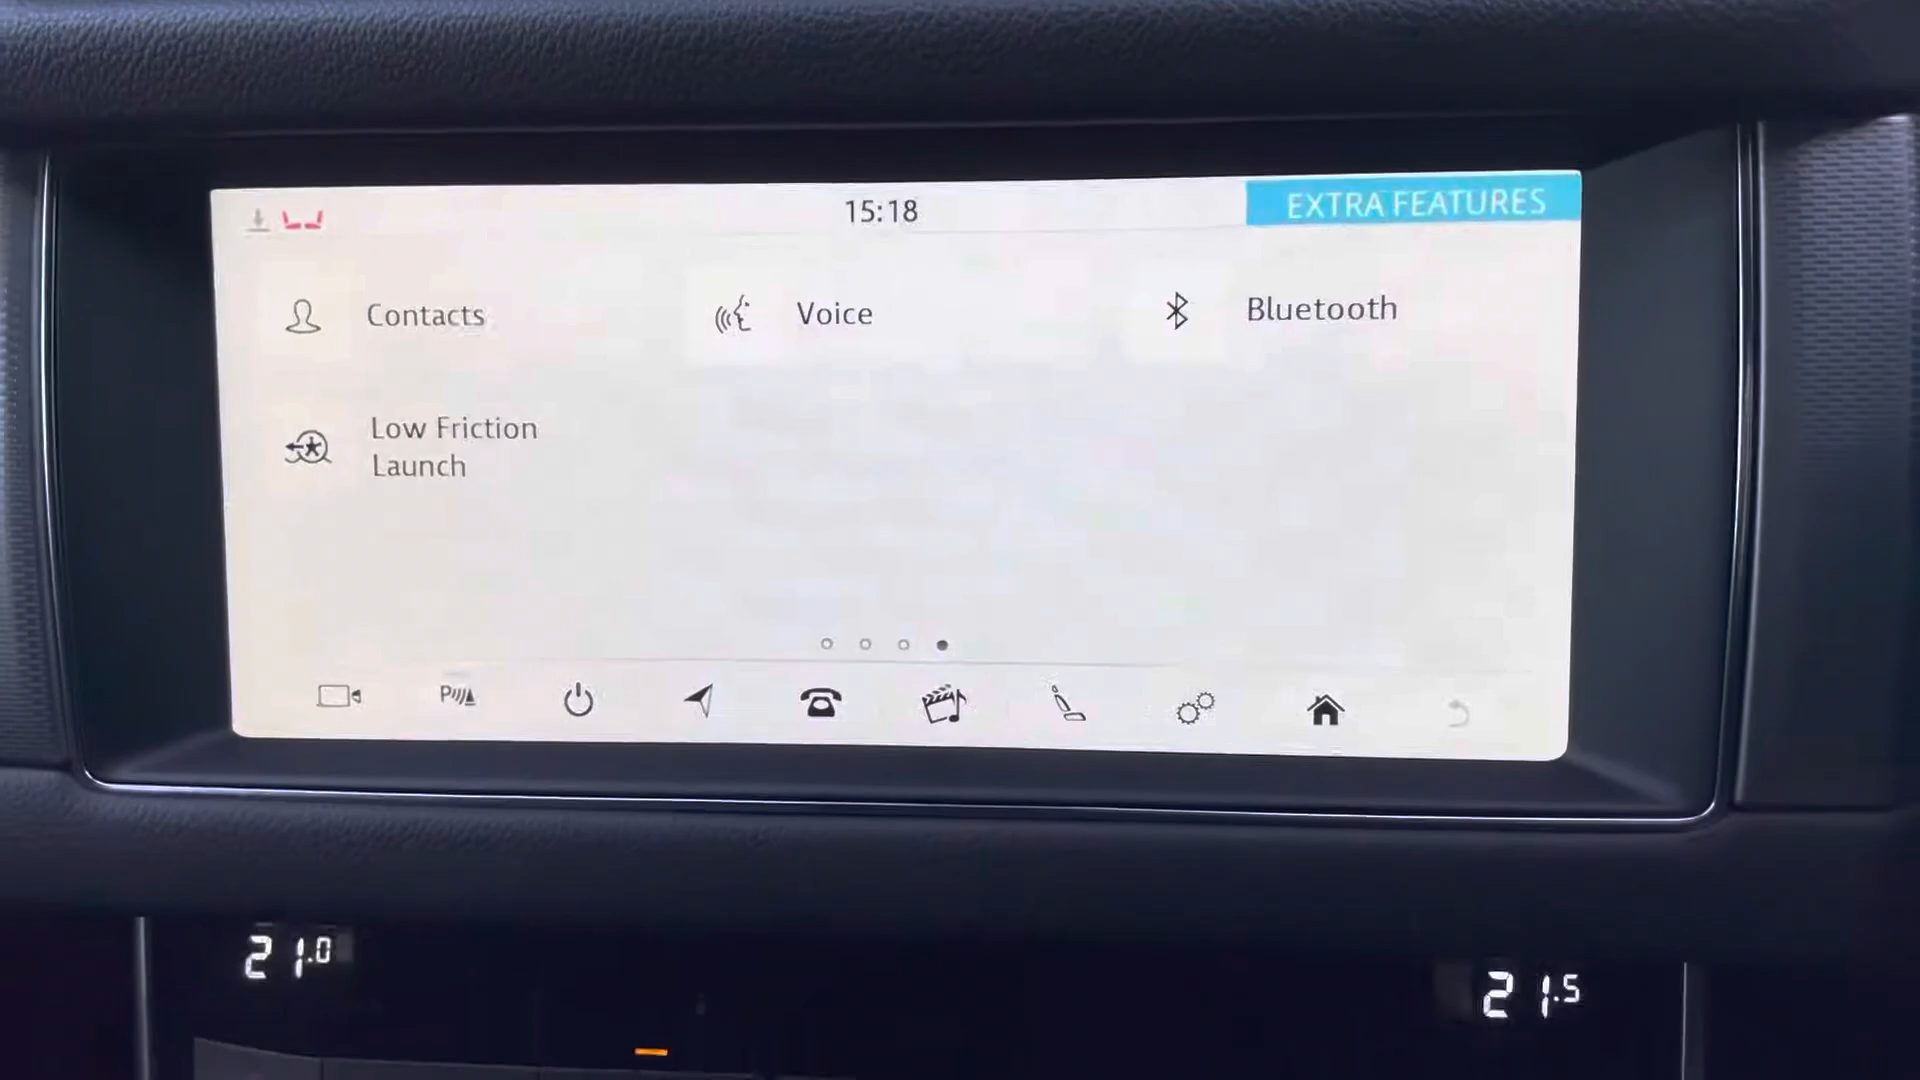 15:18
EXTRA FEATURES
Contacts
Voice
Bluetooth
Low Friction
Launch
P
21.0
21.5